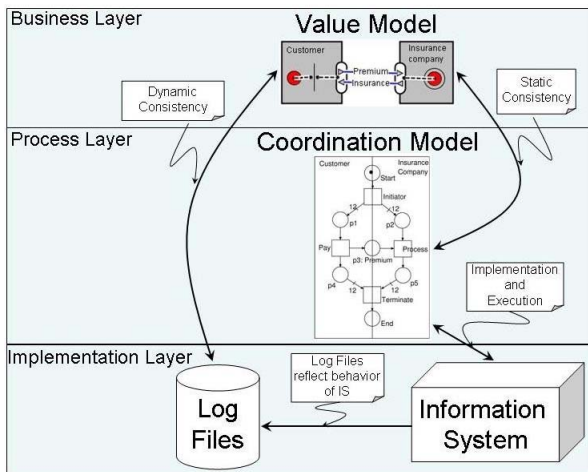 Business Layer
Value Model
Customer
Insurance
company
Premium
Insurance
Dynamic
Consistency
Static
Consistency
Process Layer
Coordination Model
Customer
Insurance
Company
Start
Initiator
12
12
p1
p2
Pay
Process
p3: Premium
p4
p5
12
12
Terminate
End
Implementation
and
Execution
Implementation Layer
Log Files
reflect behavior
of IS
Log
Files
Information
System